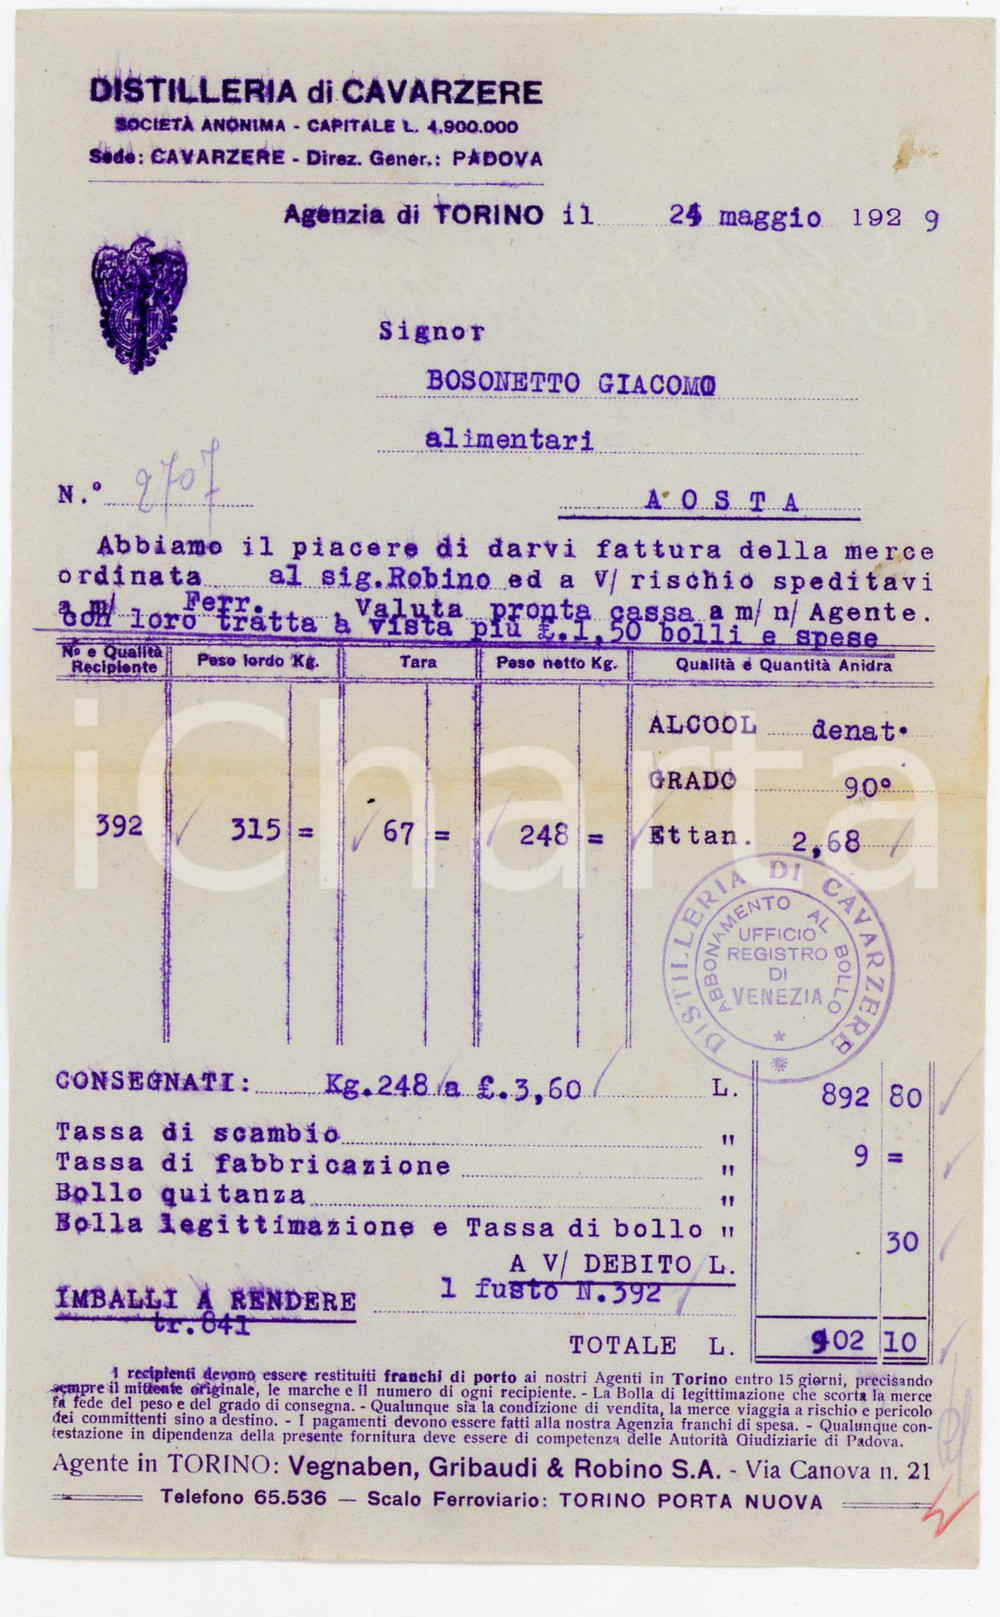 DISTILLERIA di CAVARZERE
SOCIETÀ ANONIMA - CAPITALE L. 4.900.000
Sede: CAVARZERE - Direz. Gener.: PADOVA
Agenzia di TORINO il 24 maggio 1929
Signor
BOSONETTO GIACOMO
alimentari
N.° 2707
AOSTA
Abbiamo il piacere di darvi fattura della merce
ordinata al sig.Robino ed a V/ rischio speditavi
a m/ Ferr. Valuta pronta cassa a m/ n/ Agente.
con loro tratta a vista più £.1,50 bolli e spese
N° e Qualità Recipiente Peso lordo Kg. Tara Peso netto Kg. Qualità e Quantità Anidra
ALCOOL denat.
GRADO 90°
392 315 = 67 = 248 = Ettan. 2,68
DISTILLERIA DI CAVARZERE
ABBONAMENTO AL BOLLO
UFFICIO
REGISTRO
DI
VENEZIA
CONSEGNATI: Kg.248 a £.3,60 L. 892 80
Tassa di scambio " 9 =
Tassa di fabbricazione "
Bollo quitanza "
Bolla legittimazione e Tassa di bollo " 30
A V/ DEBITO L.
IMBALLI A RENDERE 1 fusto N.392
tr.841
TOTALE L. 902 10
I recipienti devono essere restituiti franchi di porto ai nostri Agenti in Torino entro 15 giorni, precisando
sempre il mittente originale, le marche e il numero di ogni recipiente. - La Bolla di legittimazione che scorta la merce
fa fede del peso e del grado di consegna. - Qualunque sia la condizione di vendita, la merce viaggia a rischio e pericolo
dei committenti sino a destino. - I pagamenti devono essere fatti alla nostra Agenzia franchi di spesa. - Qualunque con-
testazione in dipendenza della presente fornitura deve essere di competenza delle Autorità Giudiziarie di Padova.
Agente in TORINO: Vegnaben, Gribaudi & Robino S.A. - Via Canova n. 21
Telefono 65.536 — Scalo Ferroviario: TORINO PORTA NUOVA
iCharta